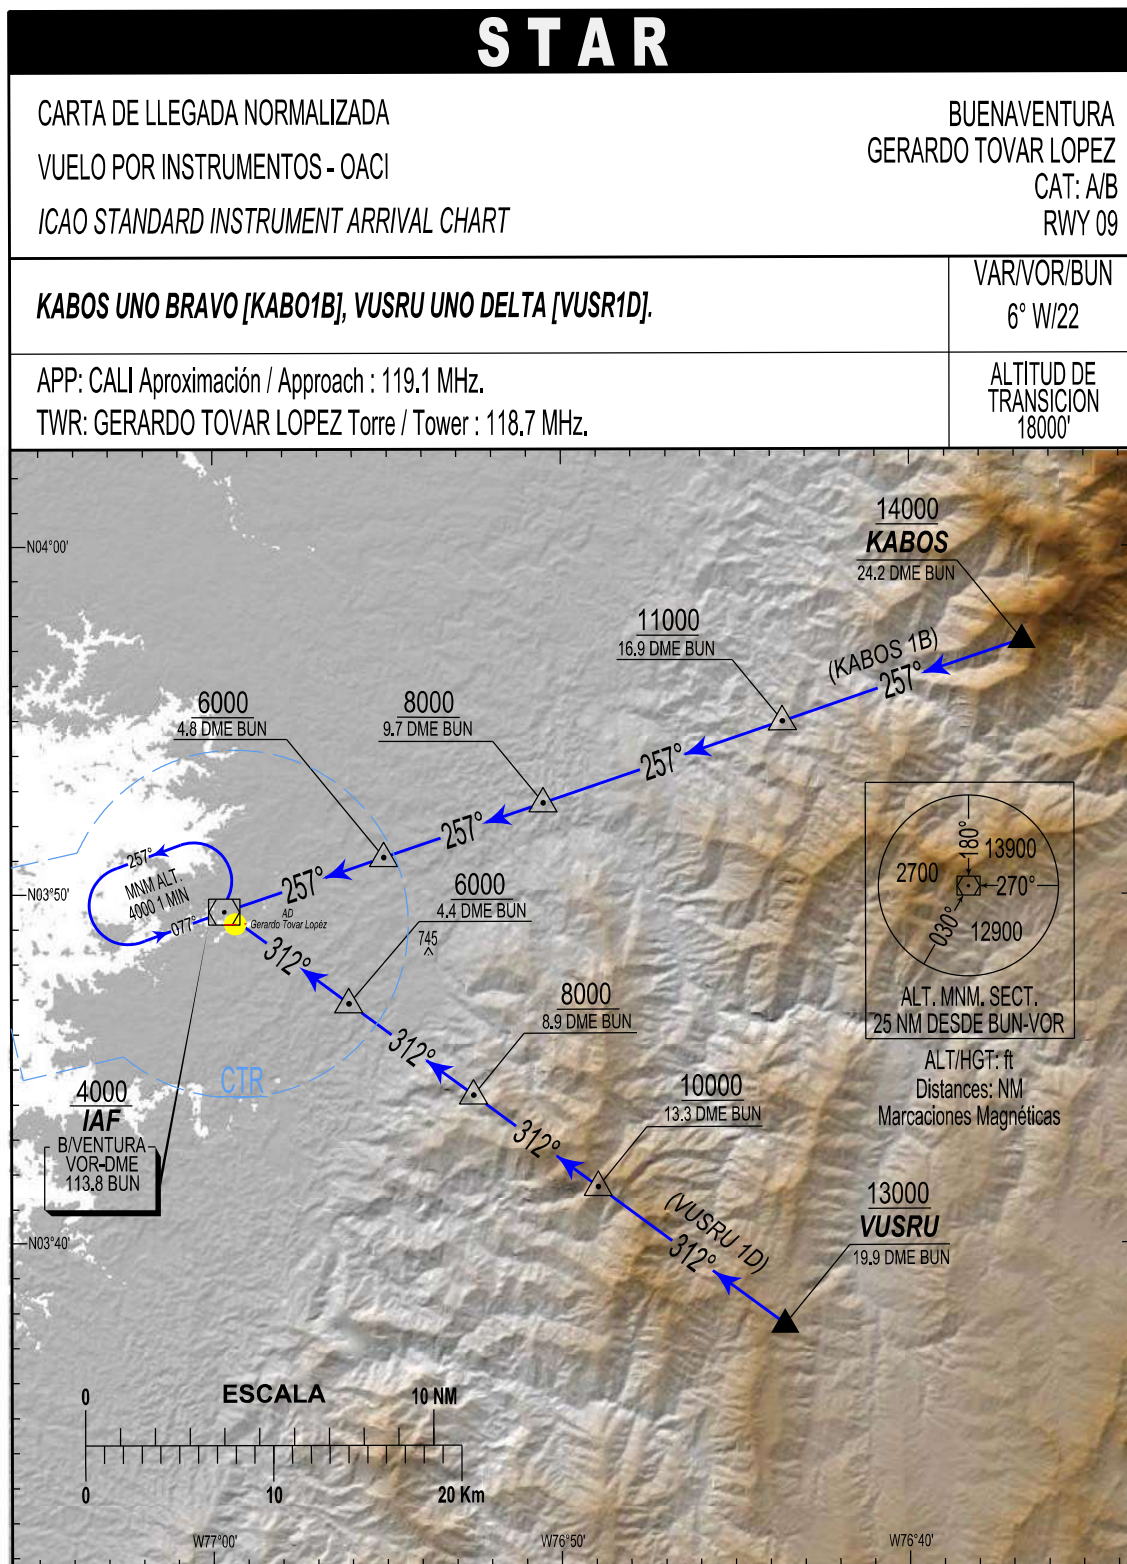 STAR
CARTA DE LLEGADA NORMALIZADA
VUELO POR INSTRUMENTOS - OACI
ICAO STANDARD INSTRUMENT ARRIVAL CHART
BUENAVENTURA
GERARDO TOVAR LOPEZ
CAT: A/B
RWY 09
KABOS UNO BRAVO [KABO1B], VUSRU UNO DELTA [VUSR1D].
VAR/VOR/BUN
6° W/22
APP: CALI Aproximación / Approach : 119.1 MHz.
TWR: GERARDO TOVAR LOPEZ Torre / Tower : 118.7 MHz.
ALTITUD DE
TRANSICION
18000'
N04°00'
14000
KABOS
24.2 DME BUN
11000
16.9 DME BUN
(KABOS 1B)
257°
6000
4.8 DME BUN
8000
9.7 DME BUN
257°
257°
257°
257°
MNM ALT.
4000 1 MIN
077°
N03°50'
AD
Gerardo Tovar Lopéz
6000
4.4 DME BUN
745
312°
180°
2700
13900
270°
030°
12900
ALT. MNM. SECT.
25 NM DESDE BUN-VOR
ALT/HGT: ft
Distances: NM
Marcaciones Magnéticas
8000
8.9 DME BUN
312°
CTR
4000
IAF
B/VENTURA
VOR-DME
113.8 BUN
10000
13.3 DME BUN
312°
(VUSRU 1D)
312°
13000
VUSRU
19.9 DME BUN
N03°40'
0
ESCALA
10 NM
0
10
20 Km
W77°00'
W76°50'
W76°40'